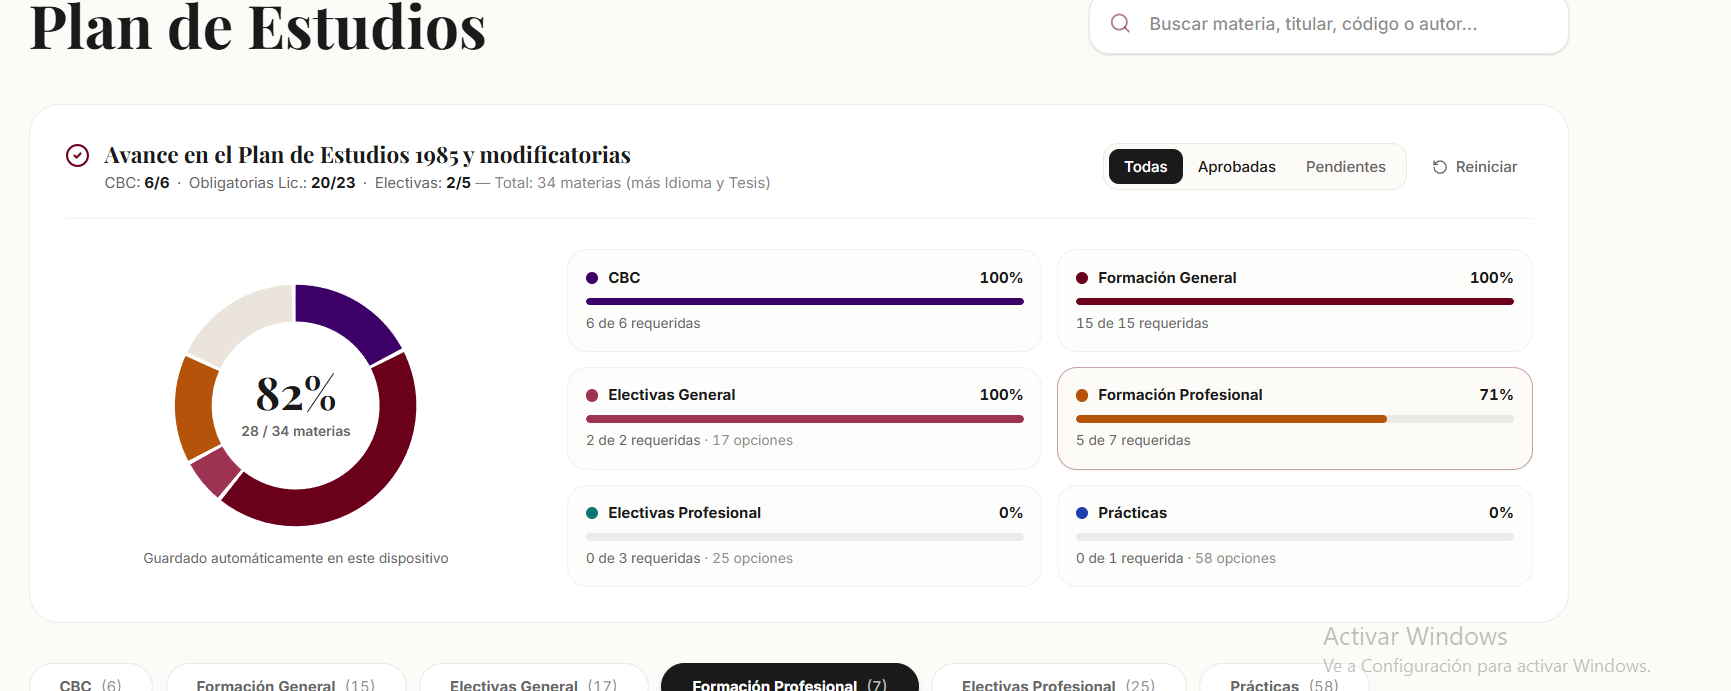 Plan de Estudios
Buscar materia, titular, código o autor...
Avance en el Plan de Estudios 1985 y modificatorias
CBC: 6/6 · Obligatorias Lic.: 20/23 · Electivas: 2/5 — Total: 34 materias (más Idioma y Tesis)
Todas Aprobadas Pendientes Reiniciar
82%
28 / 34 materias
Guardado automáticamente en este dispositivo
CBC 100%
6 de 6 requeridas
Formación General 100%
15 de 15 requeridas
Electivas General 100%
2 de 2 requeridas · 17 opciones
Formación Profesional 71%
5 de 7 requeridas
Electivas Profesional 0%
0 de 3 requeridas · 25 opciones
Prácticas 0%
0 de 1 requerida · 58 opciones
Activar Windows
Ve a Configuración para activar Windows.
CBC (6) Formación General (15) Electivas General (17) Formación Profesional (7) Electivas Profesional (25) Prácticas (58)